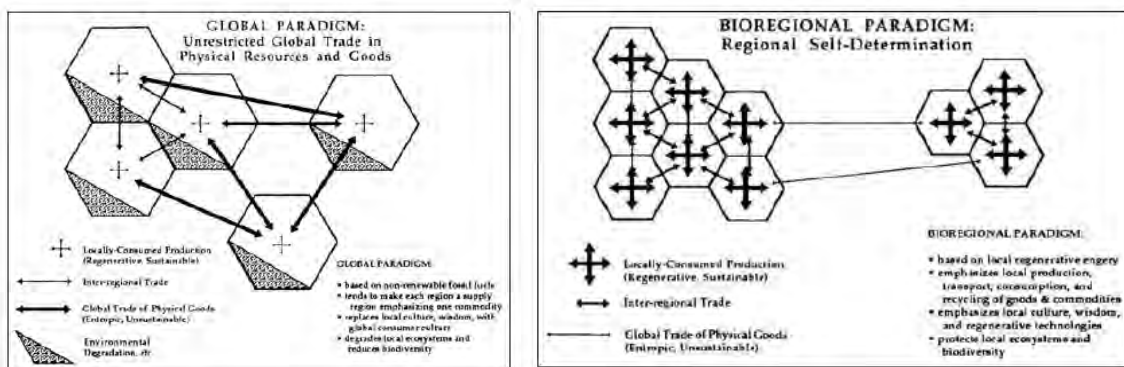 GLOBAL PARADIGM:
Unrestricted Global Trade in
Physical Resources and Goods
Locally-Consumed Production
(Regenerative, Sustainable)
Inter-regional Trade
Global Trade of Physical Goods
(Entropic, Unsustainable)
Environmental
Degradation, etc
GLOBAL PARADIGM:
• based on non-renewable fossil fuels
• tends to make each region a supply
region emphasizing one commodity
• replaces local culture, wisdom, with
global consumer culture
• degrades local ecosystems and
reduces biodiversity
BIOREGIONAL PARADIGM:
Regional Self-Determination
Locally-Consumed Production
(Regenerative, Sustainable)
Inter-regional Trade
Global Trade of Physical Goods
(Entropic, Unsustainable)
BIOREGIONAL PARADIGM:
• based on local regenerative engery
• emphasizes local production,
transport, consumption, and
recycling of goods & commodities
• emphasizes local culture, wisdom,
and regenerative technologies
• protects local ecosystems and
biodiversity